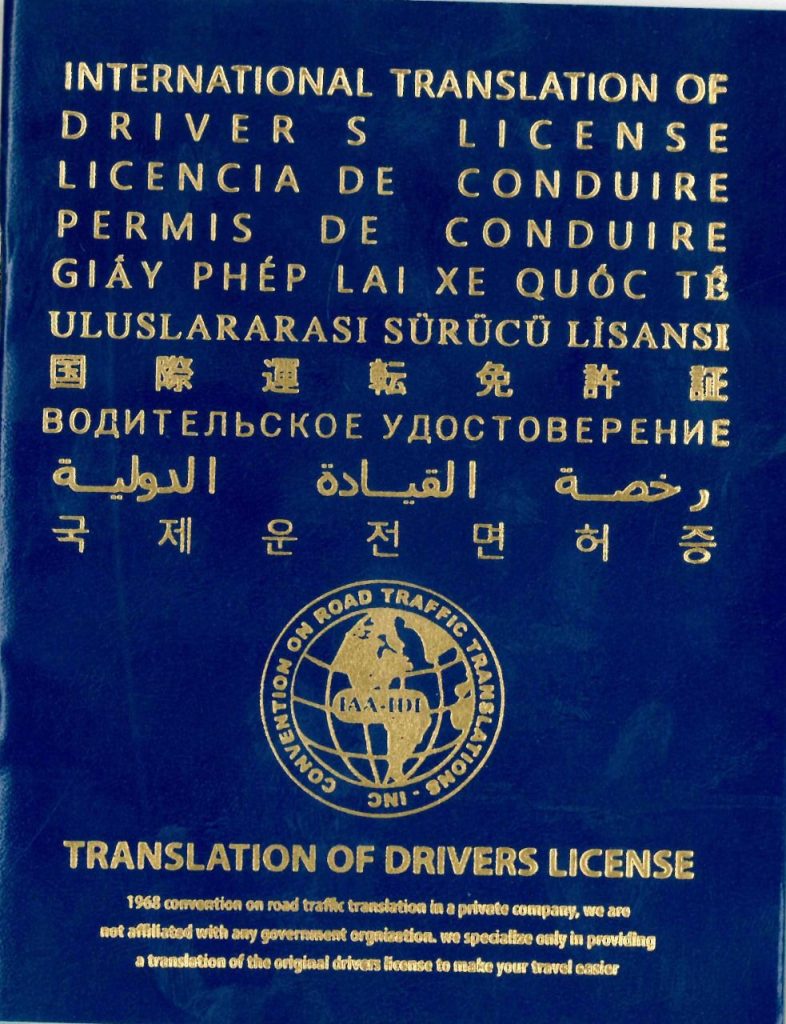 INTERNATIONAL TRANSLATION OF
DRIVER S LICENSE
LICENCIA DE CONDUIRE
PERMIS DE CONDUIRE
GIẤY PHÉP LAI XE QUÓC TẾ
ULUSLARARASI SÜRÜCÜ LİSANSI
国際運転免許証
ВОДИТЕЛЬСКОЕ УДОСТОВЕРЕНИЕ
رخصة القيادة الدولية
국제운전면허증
CONVENTION ON ROAD TRAFFIC TRANSLATIONS - INC
IAA-IDI
TRANSLATION OF DRIVERS LICENSE
1968 convention on road traffic translation in a private company, we are
not affiliated with any government orgnization. we specialize only in providing
a translation of the original drivers license to make your travel easier